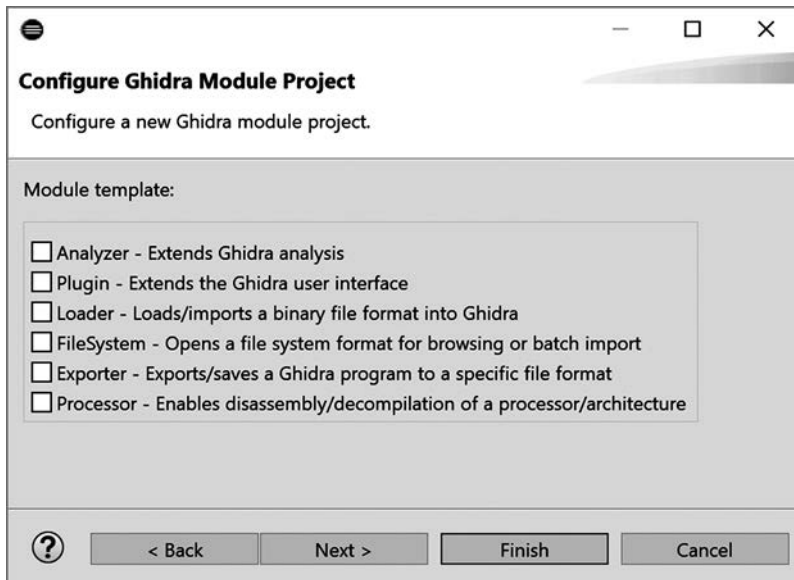 Configure Ghidra Module Project
Configure a new Ghidra module project.
Module template:
Analyzer - Extends Ghidra analysis
Plugin - Extends the Ghidra user interface
Loader - Loads/imports a binary file format into Ghidra
FileSystem - Opens a file system format for browsing or batch import
Exporter - Exports/saves a Ghidra program to a specific file format
Processor - Enables disassembly/decompilation of a processor/architecture
? < Back Next > Finish Cancel